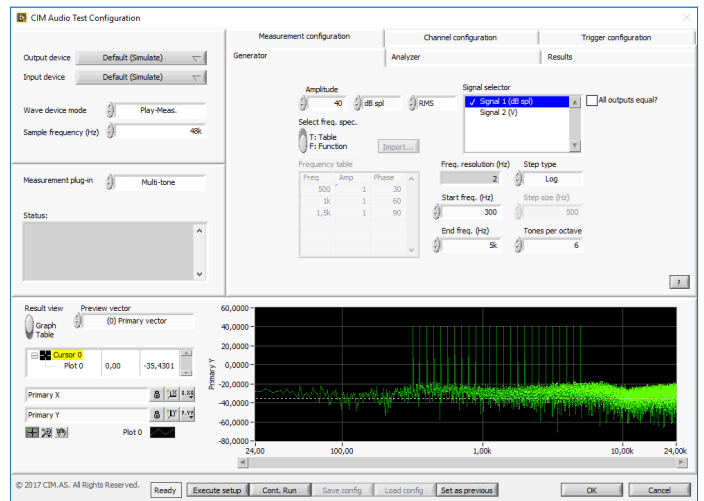 CIM Audio Test Configuration
Output device Default (Simulate)
Input device Default (Simulate)
Wave device mode Play-Meas.
Sample frequency (Hz) 48k
Measurement plug-in Multi-tone
Status:
Measurement configuration Channel configuration Trigger configuration
Generator Analyzer Results
Amplitude
40 dB spl RMS
Signal selector
✓ Signal 1 (dB spl)
Signal 2 (V)
All outputs equal?
Select freq. spec.
T: Table
F: Function
Import...
Frequency table
Freq Amp Phase
500 1 30
1k 1 60
1,5k 1 90
Freq. resolution (Hz) Step type
2 Log
Start freq. (Hz) Step size (Hz)
300 500
End freq. (Hz) Tones per octave
5k 6
?
Result view Preview vector
Graph
Table
(0) Primary vector
Cursor 0
Plot 0 0,00 -35,4301
Primary X
Primary Y
Plot 0
Primary Y
60,0000
40,0000
20,0000
0,0000
-20,0000
-40,0000
-60,0000
-80,0000
24,00 100,00 1,00k 10,00k 24,00k
© 2017 CIM.AS. All Rights Reserved.
Ready Execute setup Cont. Run Save config Load config Set as previous OK Cancel